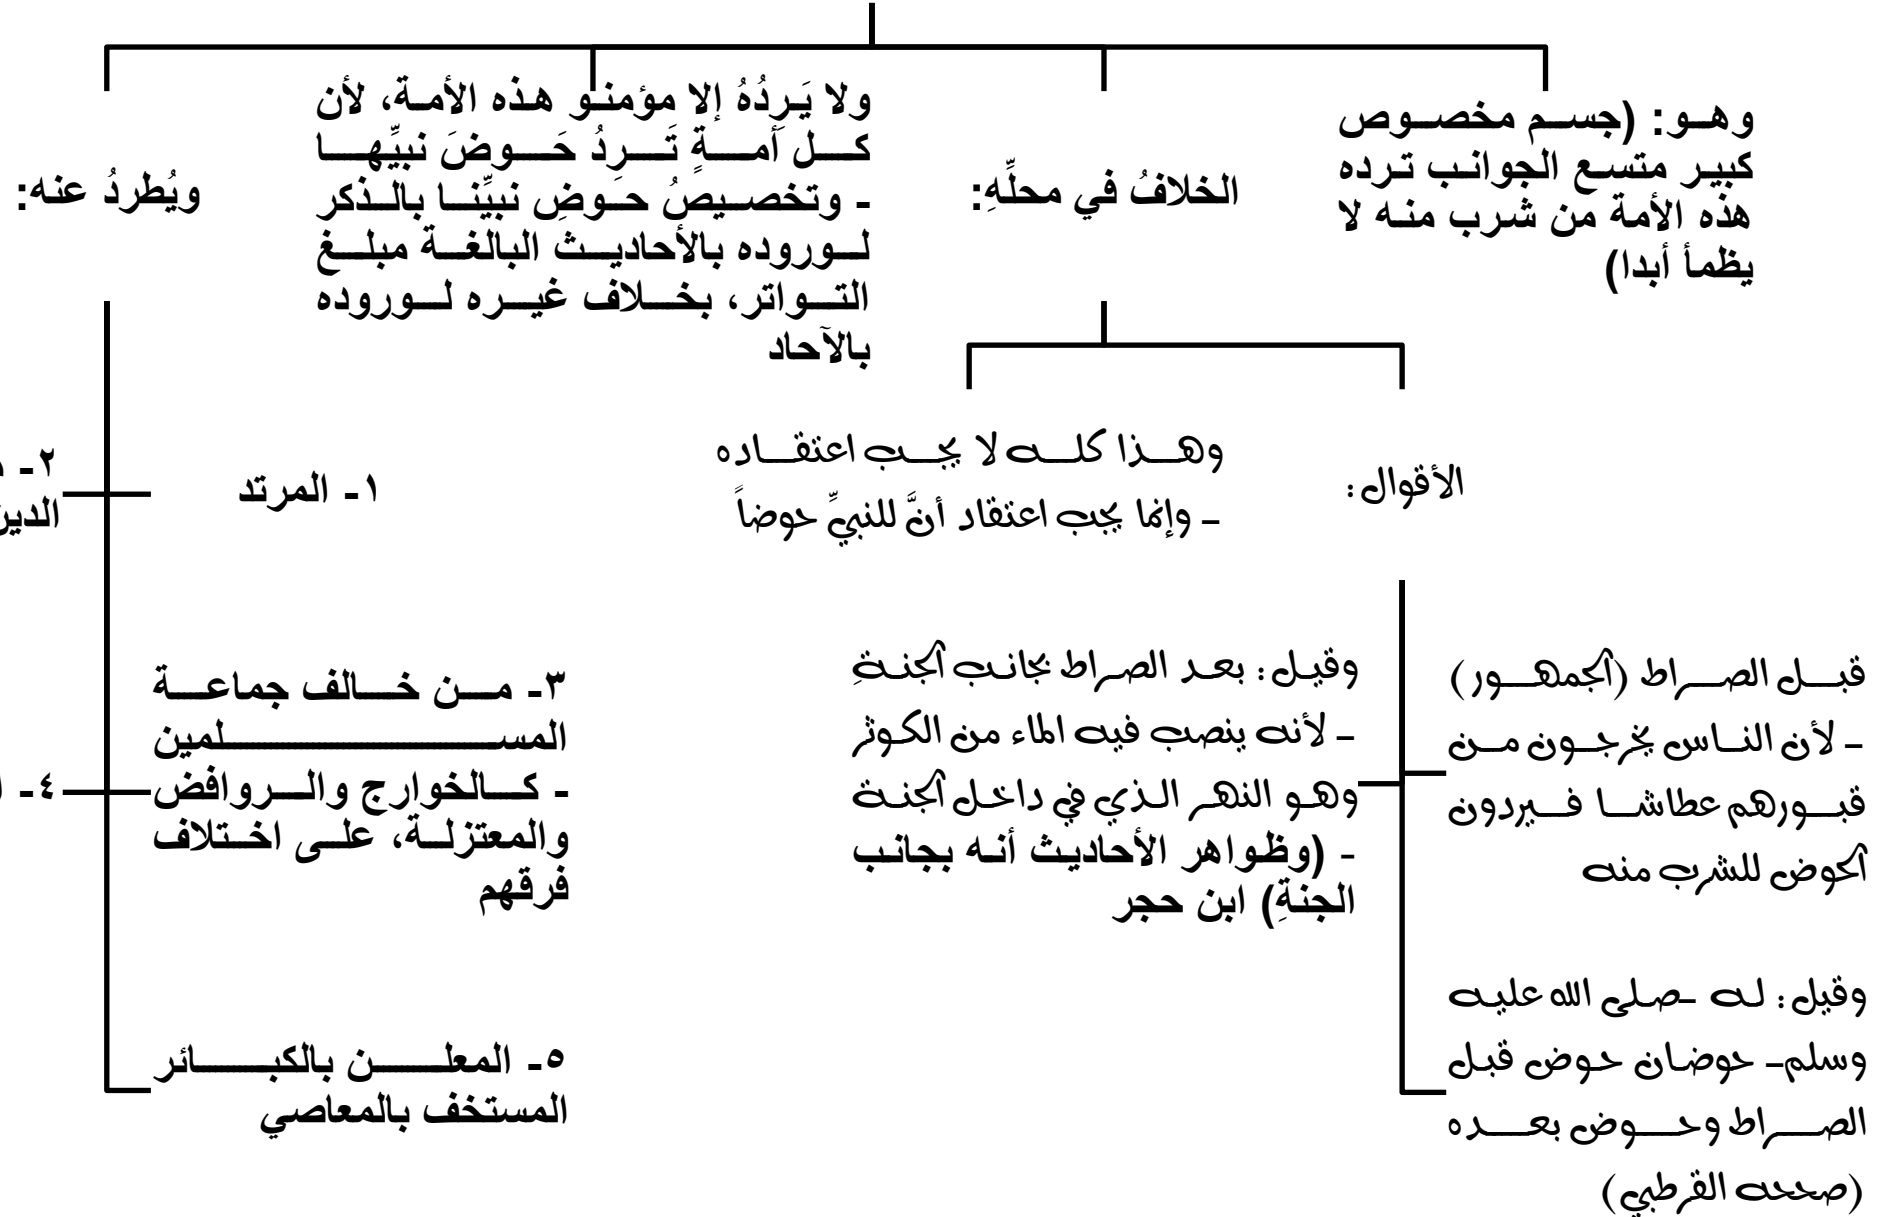 وهو: (جسم مخصوص
كبير متسع الجوانب ترده
هذه الأمة من شرب منه لا
يظمأ أبدا)
الخلافُ في محلِّهِ:
ولا يَرِدُهُ إلا مؤمنو هذه الأمة، لأن
كل أمةٍ تَرِدُ حَوضَ نبيِّها
- وتخصيصُ حوضِ نبيِّنا بالذكر
لوروده بالأحاديث البالغة مبلغ
التواتر، بخلاف غيره لوروده
بالآحاد
ويُطردُ عنه:
الأقوال:
وهذا كله لا يجب اعتقاده
- وإنما يجب اعتقاد أنَّ للنبيِّ حوضاً
قبل الصراط (الجمهور)
- لأن الناس يخرجون من
قبورهم عطاشا فيردون
الحوض للشرب منه
وقيل: بعد الصراط بجانب الجنةِ
- لأنه ينصب فيه الماء من الكوثر
وهو النهر الذي في داخل الجنة
- (وظواهر الأحاديث أنه بجانب
الجنةِ) ابن حجر
وقيل: له -صلى الله عليه
وسلم- حوضان حوض قبل
الصراط وحوض بعده
(صححه القرطبي)
١- المرتد
٢-
الدين
٣- من خالف جماعة
المسلمين
- كالخوارج والروافض
والمعتزلة، على اختلاف
فرقهم
٤-
٥- المعلن بالكبائر
المستخف بالمعاصي